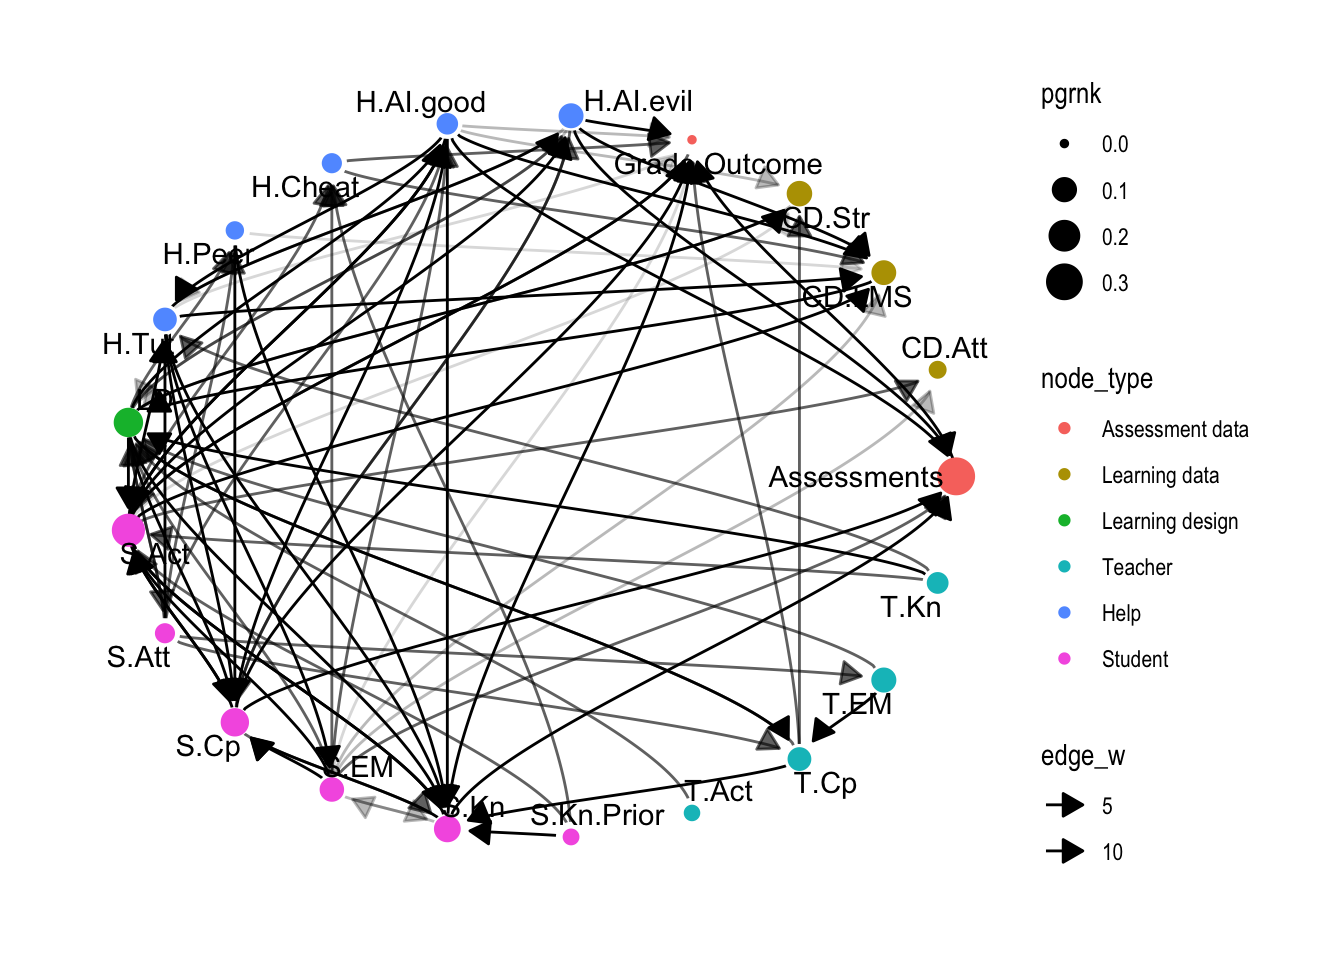 H.AI.good
H.AI.evil
H.Cheat
Grade.Outcome
CD.Str
H.Peer
CD.LMS
H.Tut
CD.Att
Assessments
S.Act
T.Kn
S.Att
T.EM
S.Cp
S.EM
T.Cp
S.Kn
S.Kn.Prior
T.Act
pgrnk
0.0
0.1
0.2
0.3
node_type
Assessment data
Learning data
Learning design
Teacher
Help
Student
edge_w
5
10